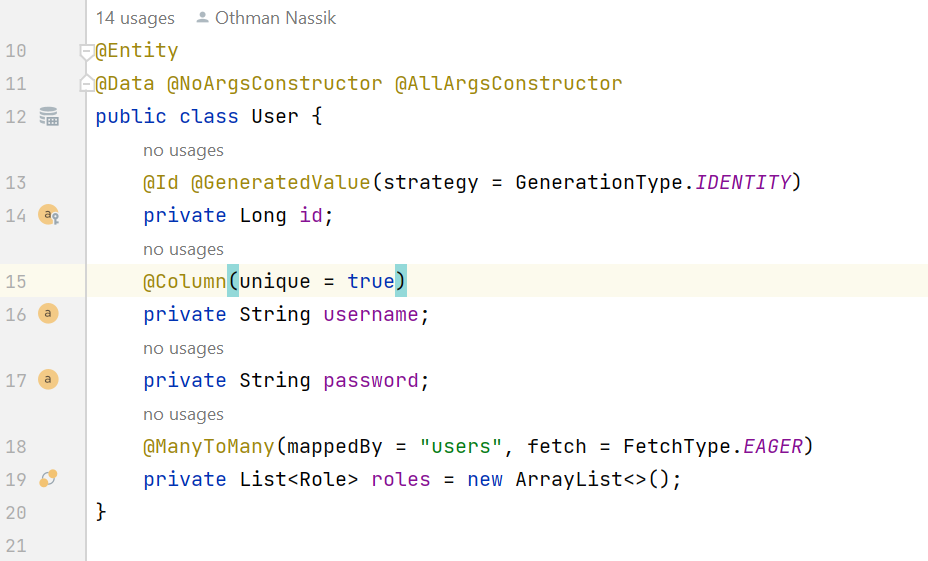 14 usages Othman Nassik
10 @Entity
11 @Data @NoArgsConstructor @AllArgsConstructor
12 public class User {
no usages
13 @Id @GeneratedValue(strategy = GenerationType.IDENTITY)
14 a private Long id;
no usages
15 @Column(unique = true)
16 a private String username;
no usages
17 a private String password;
no usages
18 @ManyToMany(mappedBy = "users", fetch = FetchType.EAGER)
19 private List<Role> roles = new ArrayList<>();
20 }
21